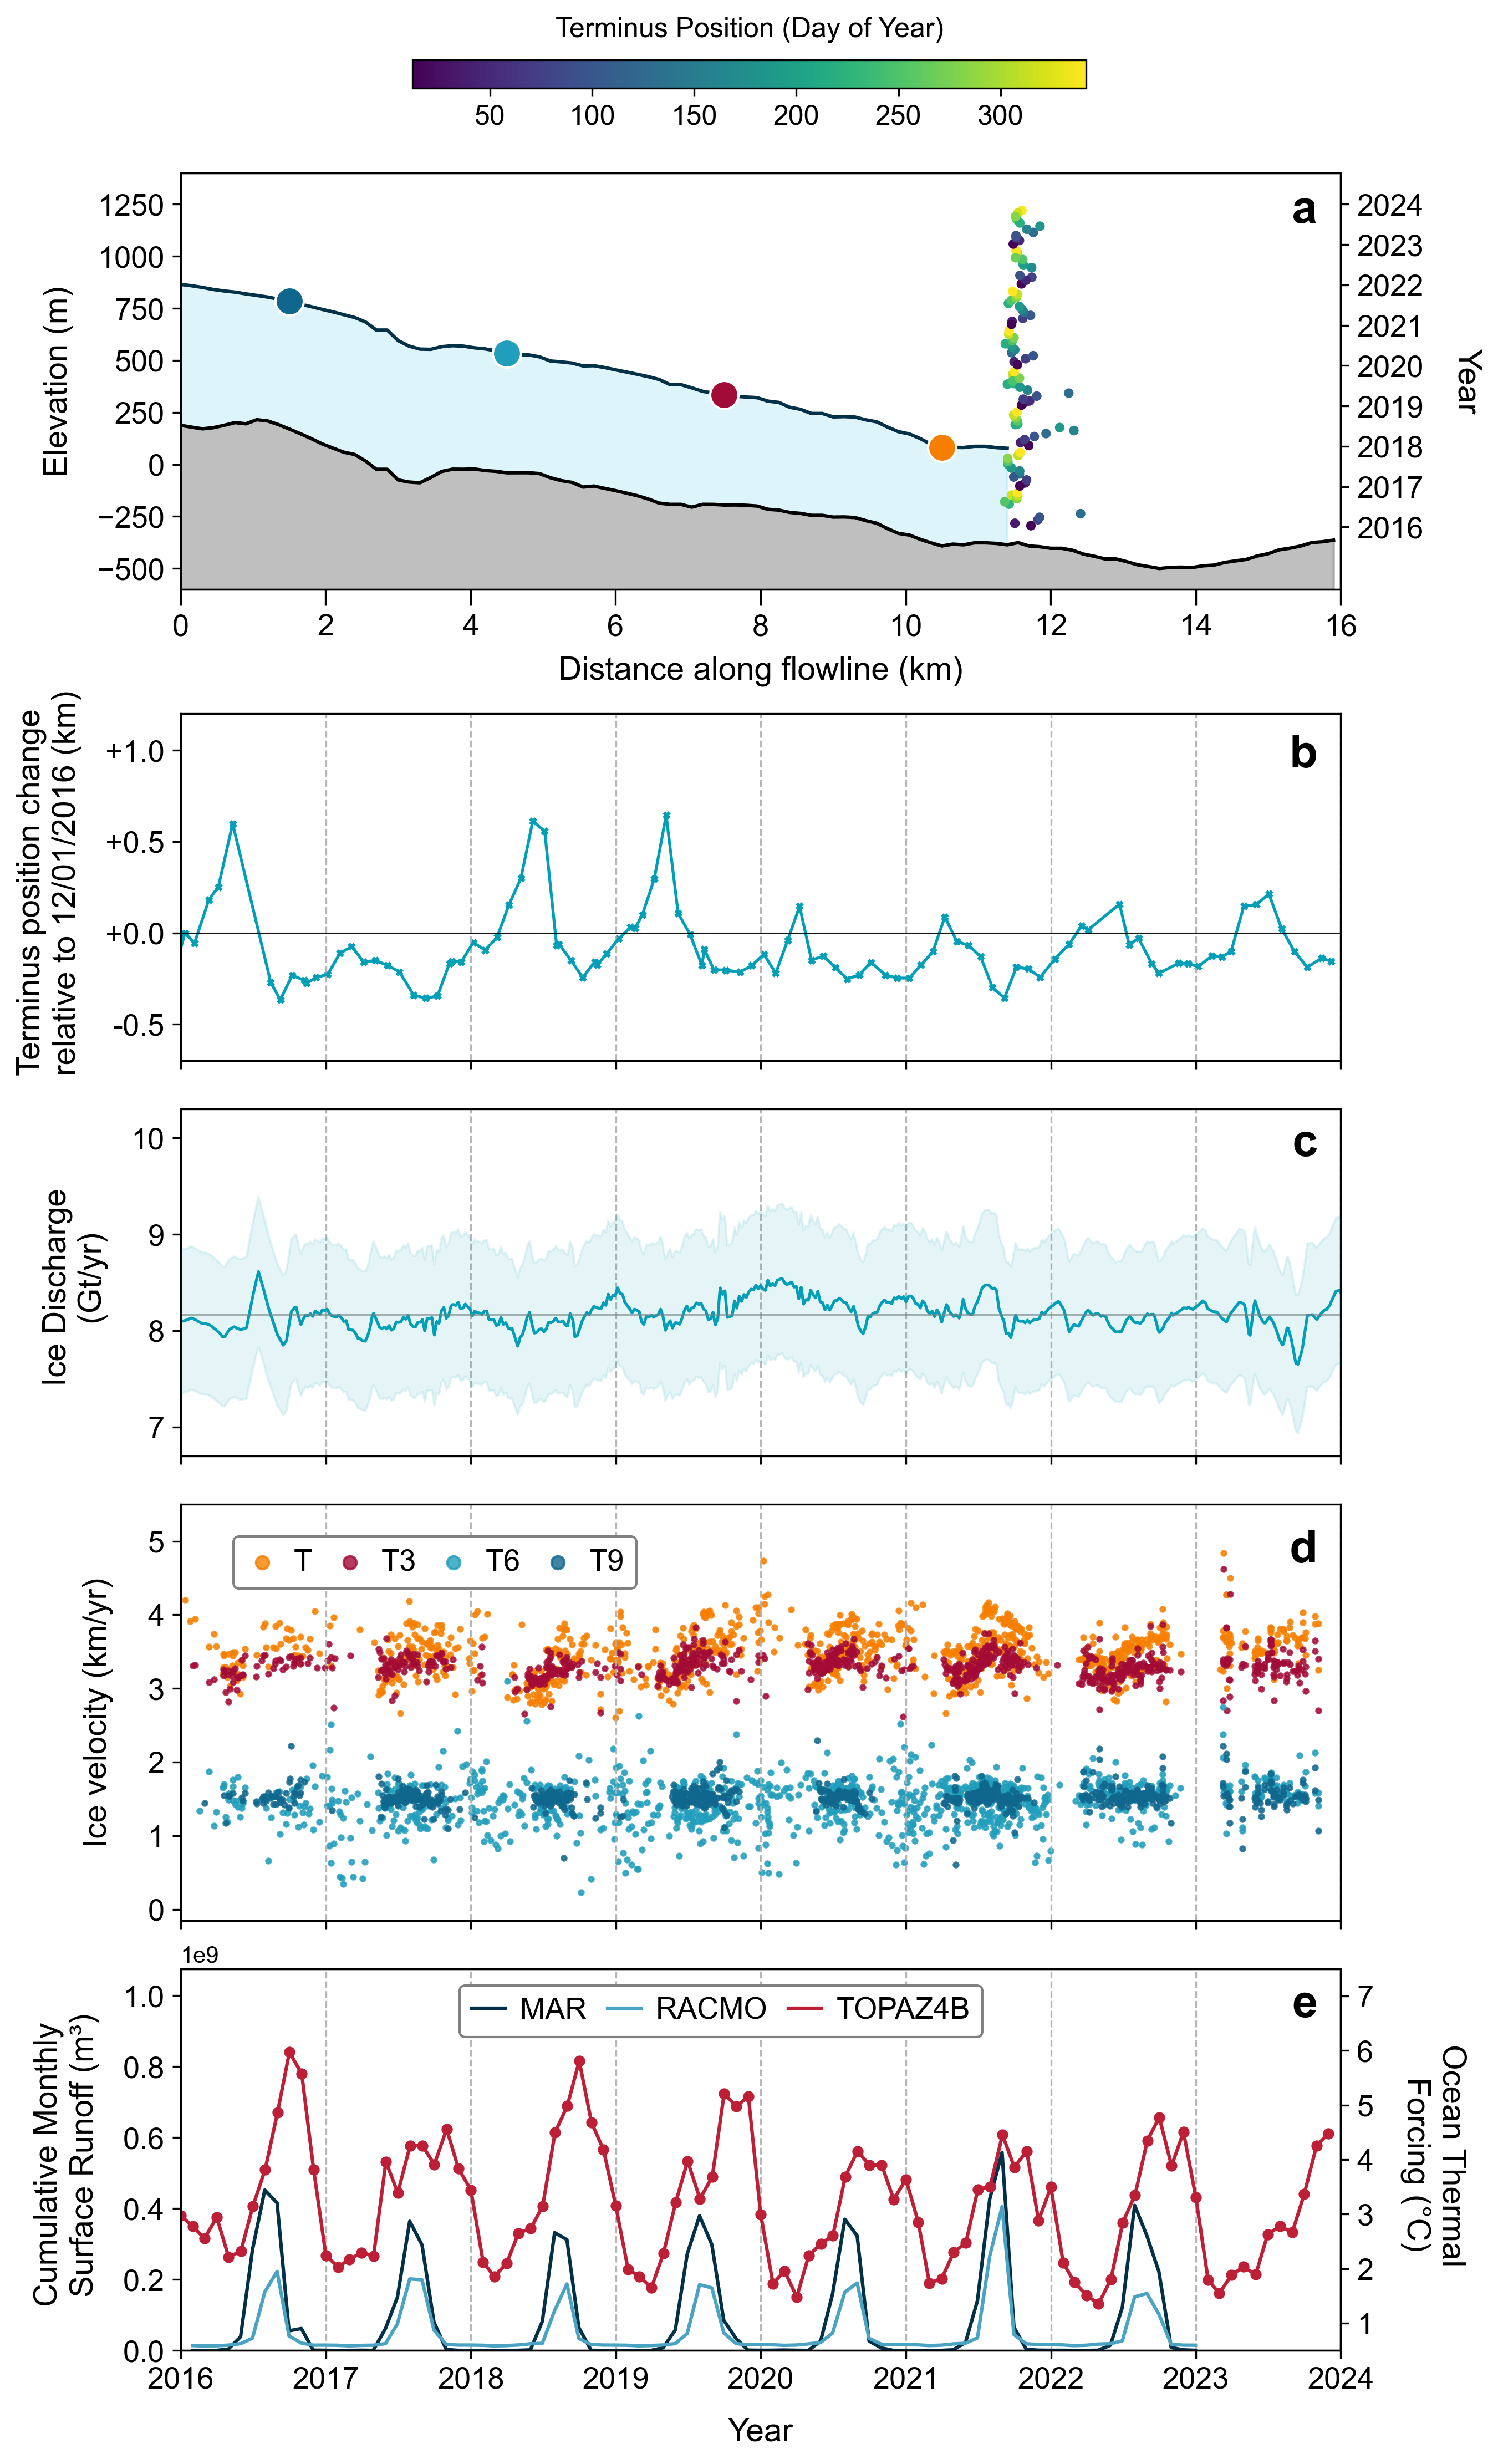 Terminus Position (Day of Year)
50 100 150 200 250 300
a
Elevation (m)
1250
1000
750
500
250
0
−250
−500
2024
2023
2022
2021
2020
2019
2018
2017
2016
Year
0 2 4 6 8 10 12 14 16
Distance along flowline (km)
b
Terminus position change
relative to 12/01/2016 (km)
+1.0
+0.5
+0.0
-0.5
c
Ice Discharge
(Gt/yr)
10
9
8
7
d
T T3 T6 T9
Ice velocity (km/yr)
5
4
3
2
1
0
1e9
e
MAR RACMO TOPAZ4B
Cumulative Monthly
Surface Runoff (m³)
1.0
0.8
0.6
0.4
0.2
0.0
7
6
5
4
3
2
1
Ocean Thermal
Forcing (°C)
2016 2017 2018 2019 2020 2021 2022 2023 2024
Year